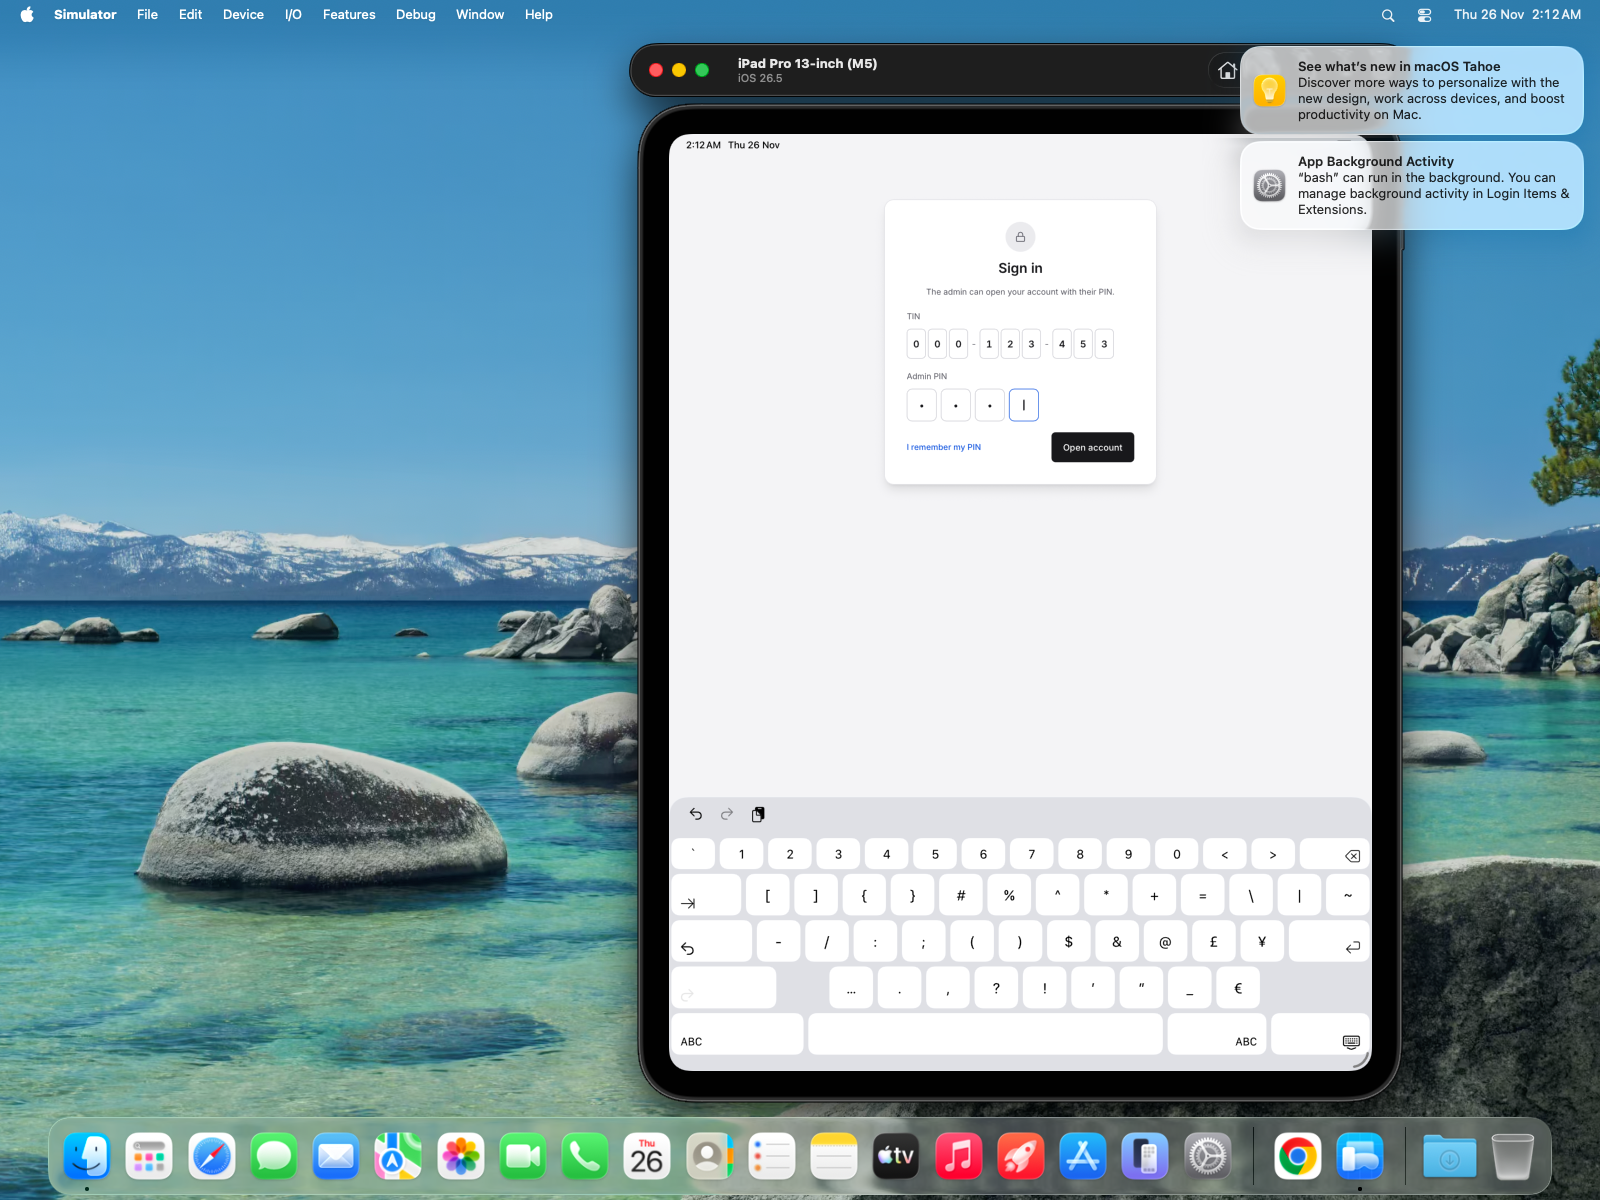 Simulator File Edit Device I/O Features Debug Window Help
Thu 26 Nov 2:12 AM
iPad Pro 13-inch (M5)
iOS 26.5
See what's new in macOS Tahoe
Discover more ways to personalize with the
new design, work across devices, and boost
productivity on Mac.
App Background Activity
“bash” can run in the background. You can
manage background activity in Login Items &
Extensions.
2:12 AM Thu 26 Nov
Sign in
The admin can open your account with their PIN.
TIN
0 0 0 - 1 2 3 - 4 5 3
Admin PIN
• • •
I remember my PIN
Open account
` 1 2 3 4 5 6 7 8 9 0 < >
[ ] { } # % ^ * + = \ | ~
- / : ; ( ) $ & @ £ ¥
... . , ? ! ' " _ €
ABC ABC
Thu
26
tv